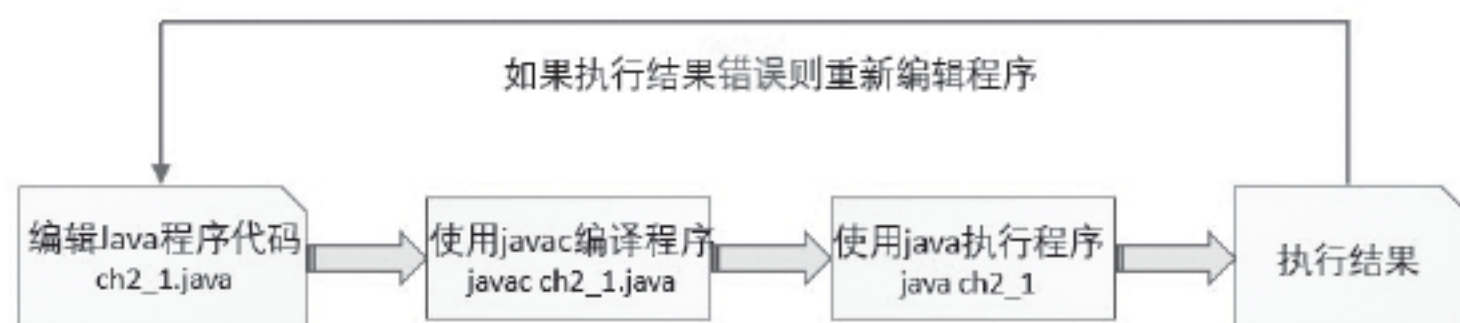 如果执行结果错误则重新编辑程序
编辑Java程序代码
ch2_1.java
使用javac编译程序
javac ch2_1.java
使用java执行程序
java ch2_1
执行结果